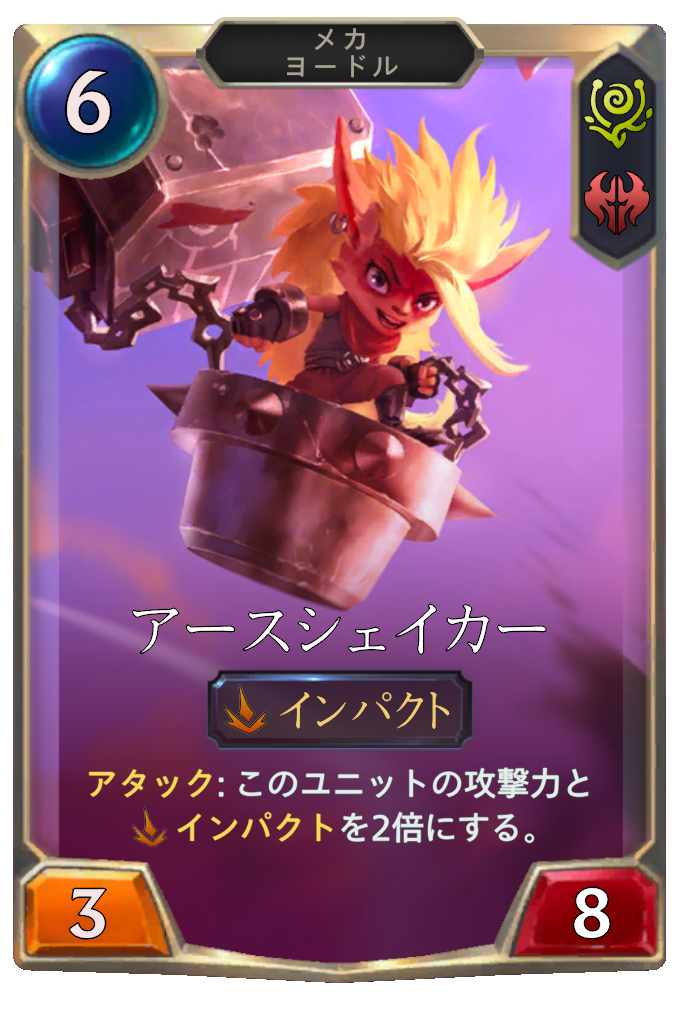 メカ
ヨードル
6
アースシェイカー
インパクト
アタック: このユニットの攻撃力と
インパクトを2倍にする。
3
8